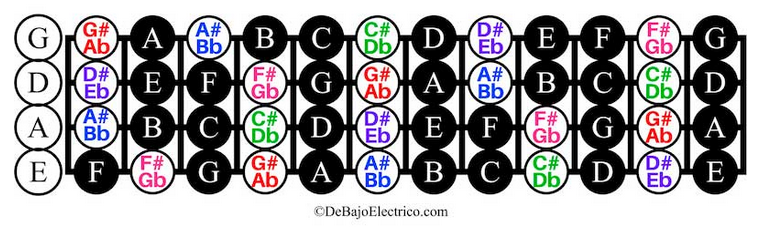 G G# Ab A A# Bb B C C# Db D D# Eb E F F# Gb G
D D# Eb E F F# Gb G G# Ab A A# Bb B C C# Db D
A A# Bb B C C# Db D D# Eb E F F# Gb G G# Ab A
E F F# Gb G G# Ab A A# Bb B C C# Db D D# Eb E
©DeBajoElectrico.com